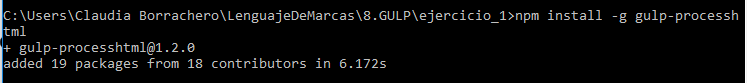 C:\Users\Claudia Borrachero\LenguajeDeMarcas\8.GULP\ejercicio_1>npm install -g gulp-processh
tml
+ gulp-processhtml@1.2.0
added 19 packages from 18 contributors in 6.172s